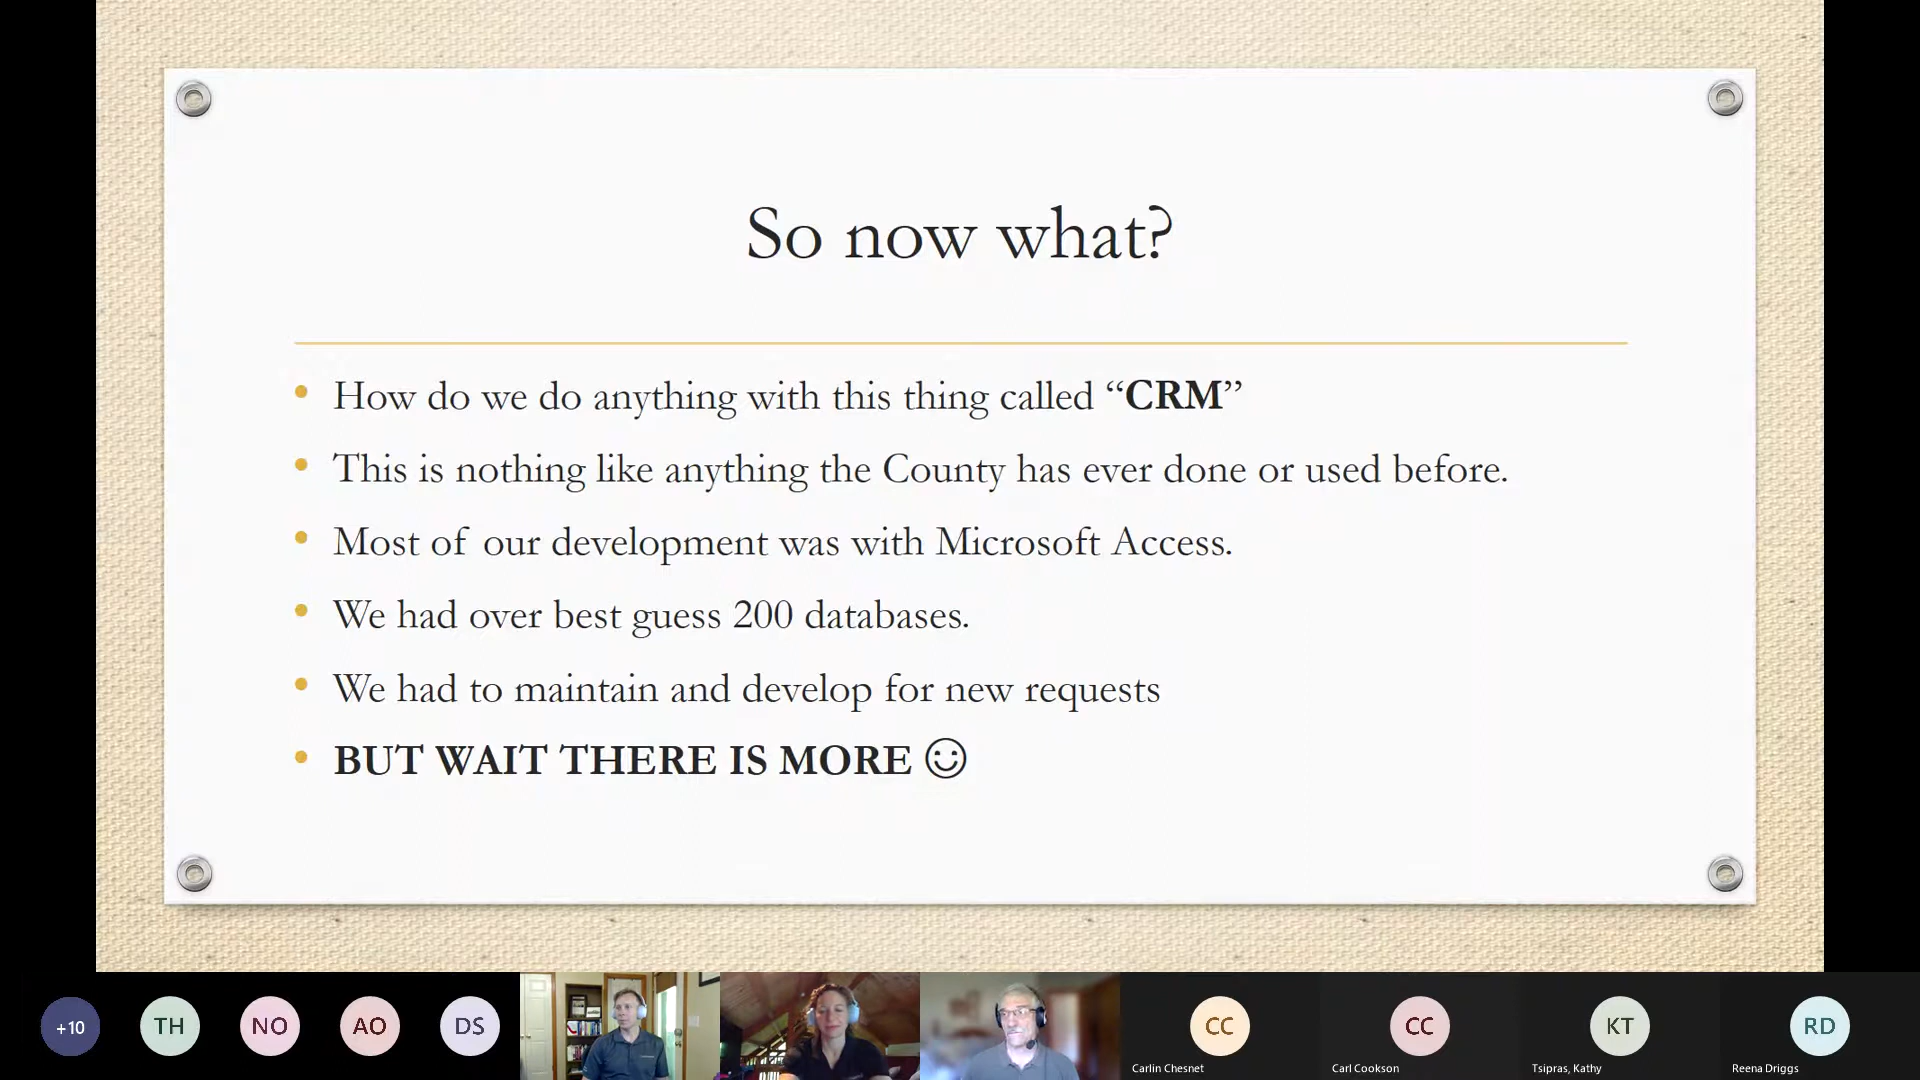 So now what?
How do we do anything with this thing called “CRM”
This is nothing like anything the County has ever done or used before.
Most of our development was with Microsoft Access.
We had over best guess 200 databases.
We had to maintain and develop for new requests
BUT WAIT THERE IS MORE ☺
+10
TH
NO
AO
DS
CC
CC
KT
RD
Carlin Chesnet
Carl Cookson
Tsipras, Kathy
Reena Driggs